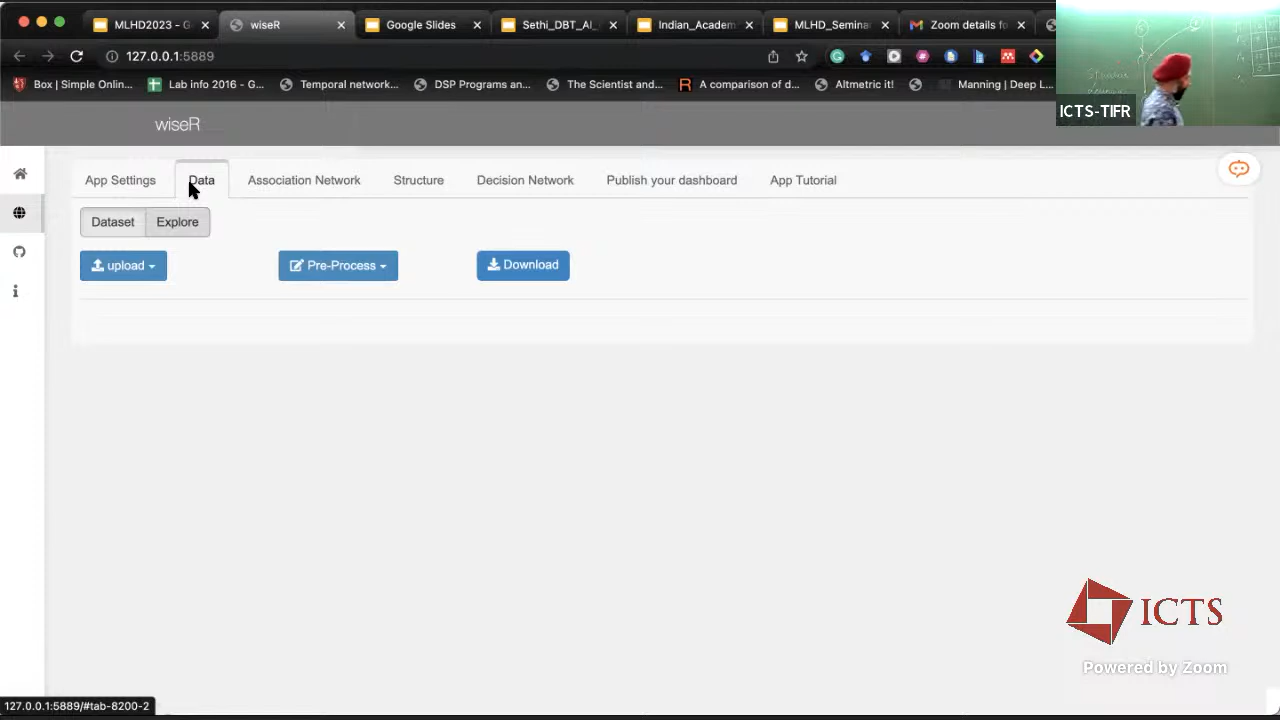 MLHD2023 - G
wiseR
Google Slides
Sethi_DBT_AI_
Indian_Academ
MLHD_Semina
Zoom details fo
127.0.0.1:5889
Box | Simple Onlin...
Lab info 2016 - G...
Temporal network...
DSP Programs an...
The Scientist and...
A comparison of d...
Altmetric it!
Manning | Deep L...
ICTS-TIFR
wiseR
App Settings
Data
Association Network
Structure
Decision Network
Publish your dashboard
App Tutorial
Dataset
Explore
upload
Pre-Process
Download
ICTS
Powered by Zoom
127.0.0.1:5889/#tab-8200-2